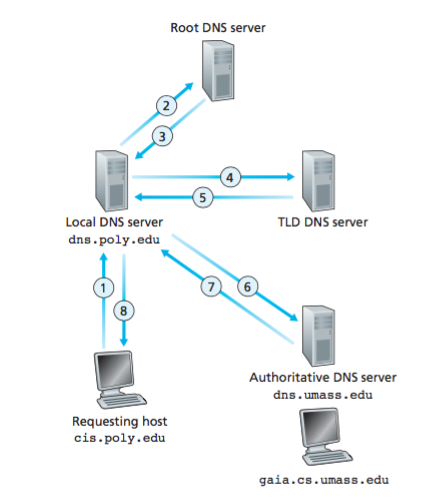 Root DNS server
2
3
4
5
Local DNS server
dns.poly.edu
TLD DNS server
1
8
7
6
Authoritative DNS server
dns.umass.edu
Requesting host
cis.poly.edu
gaia.cs.umass.edu